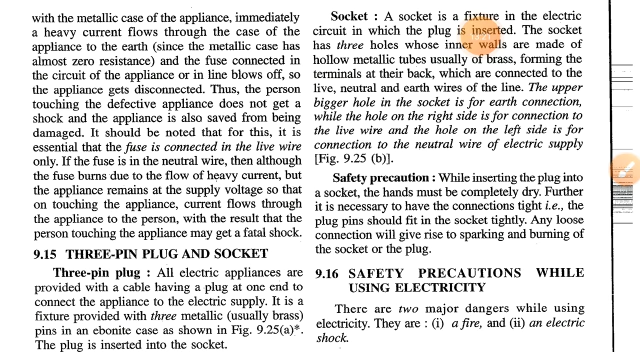 with the metallic case of the appliance, immediately
a heavy current flows through the case of the
appliance to the earth (since the metallic case has
almost zero resistance) and the fuse connected in
the circuit of the appliance or in line blows off, so
the appliance gets disconnected. Thus, the person
touching the defective appliance does not get a
shock and the appliance is also saved from being
damaged. It should be noted that for this, it is
essential that the fuse is connected in the live wire
only. If the fuse is in the neutral wire, then although
the fuse burns due to the flow of heavy current, but
the appliance remains at the supply voltage so that
on touching the appliance, current flows through
the appliance to the person, with the result that the
person touching the appliance may get a fatal shock.
9.15 THREE-PIN PLUG AND SOCKET
Three-pin plug : All electric appliances are
provided with a cable having a plug at one end to
connect the appliance to the electric supply. It is a
fixture provided with three metallic (usually brass)
pins in an ebonite case as shown in Fig. 9.25(a)*.
The plug is inserted into the socket.
Socket : A socket is a fixture in the electric
circuit in which the plug is inserted. The socket
has three holes whose inner walls are made of
hollow metallic tubes usually of brass, forming the
terminals at their back, which are connected to the
live, neutral and earth wires of the line. The upper
bigger hole in the socket is for earth connection,
while the hole on the right side is for connection to
the live wire and the hole on the left side is for
connection to the neutral wire of electric supply
[Fig. 9.25 (b)].
Safety precaution : While inserting the plug into
a socket, the hands must be completely dry. Further
it is necessary to have the connections tight i.e., the
plug pins should fit in the socket tightly. Any loose
connection will give rise to sparking and burning of
the socket or the plug.
9.16 SAFETY PRECAUTIONS WHILE
USING ELECTRICITY
There are two major dangers while using
electricity. They are : (i) a fire, and (ii) an electric
shock.